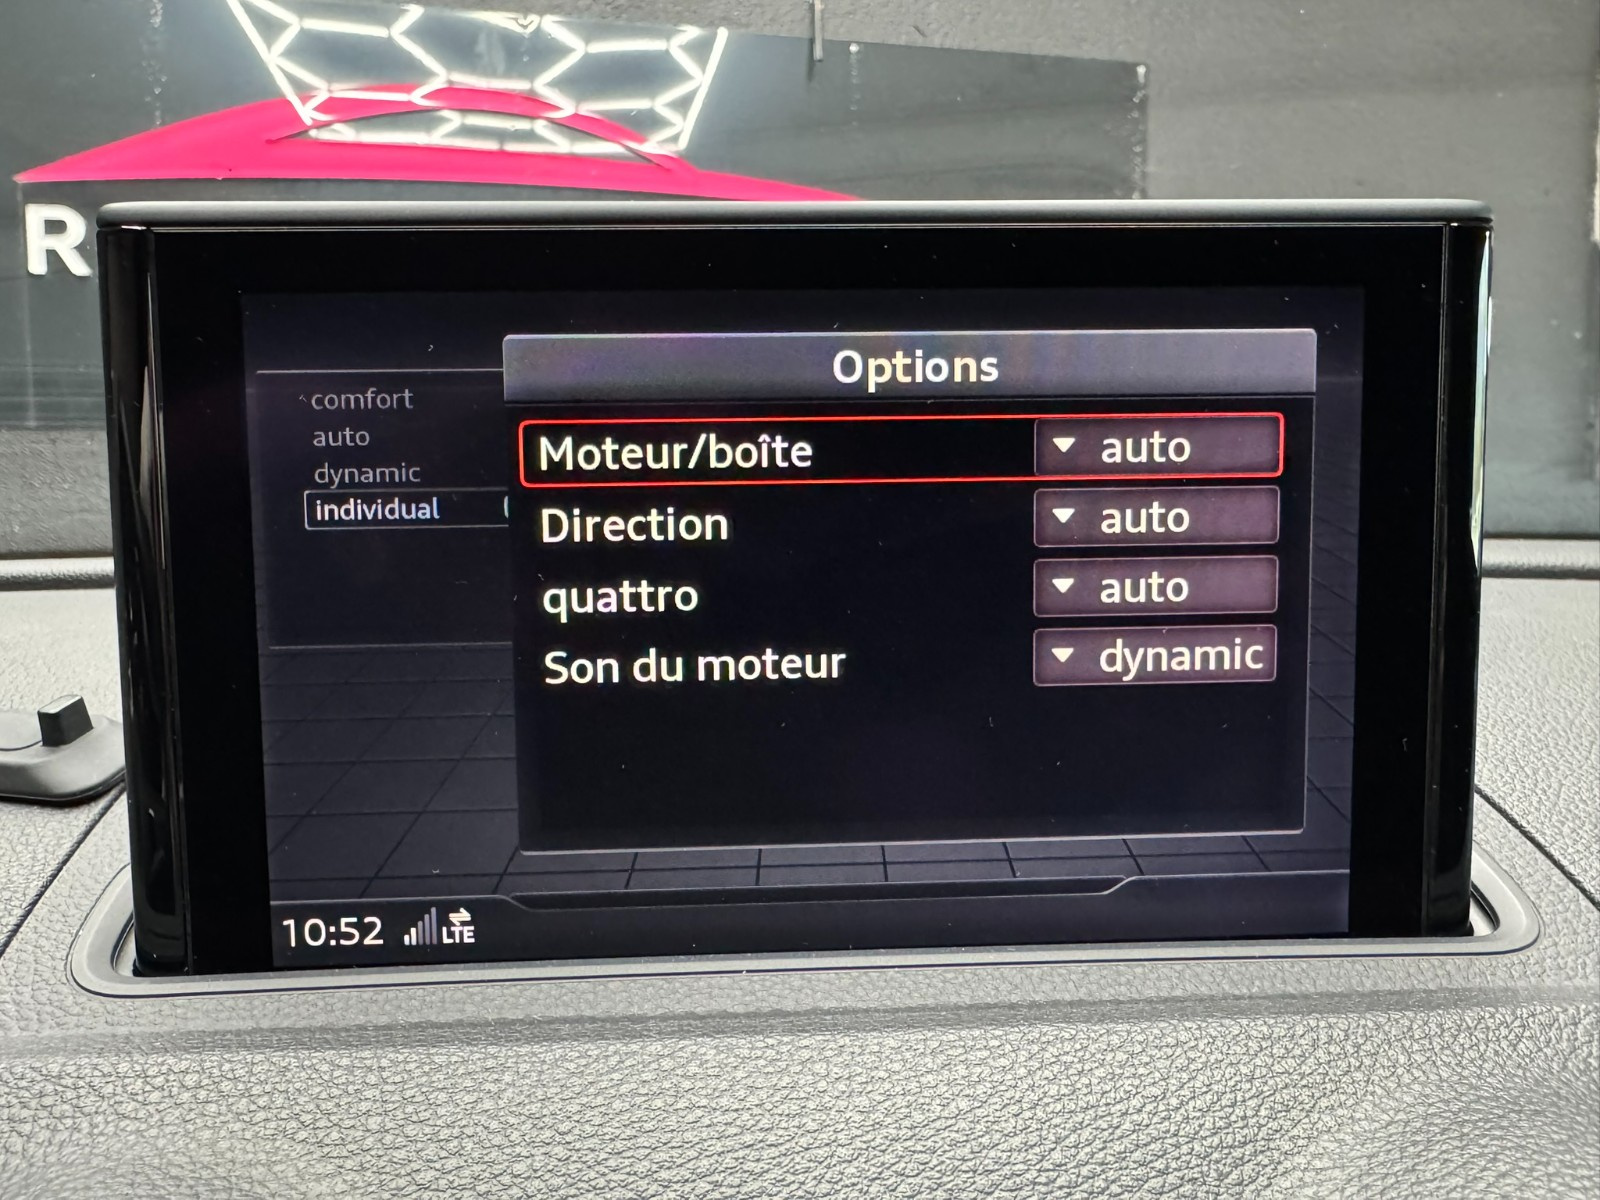 R
Options
comfort
auto
dynamic
individual
Moteur/boîte auto
Direction auto
quattro auto
Son du moteur dynamic
10:52 LTE